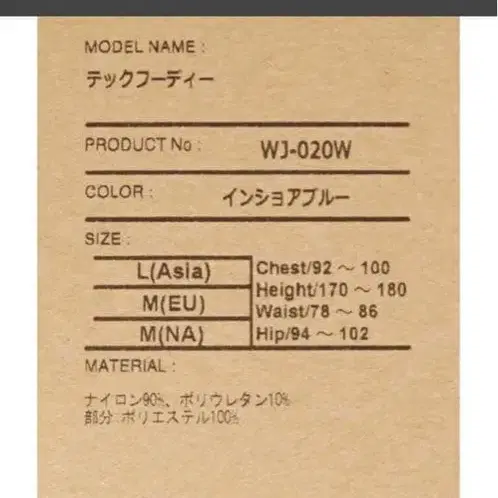 MODEL NAME :
テックフーディー
PRODUCT No : WJ-020W
COLOR : インショアブルー
SIZE :
L(Asia)
M(EU)
M(NA)
Chest/92 ～ 100
Height/170 ～ 180
Waist/78 ～ 86
Hip/94 ～ 102
MATERIAL :
ナイロン90%、ポリウレタン10%
部分:ポリエステル100%